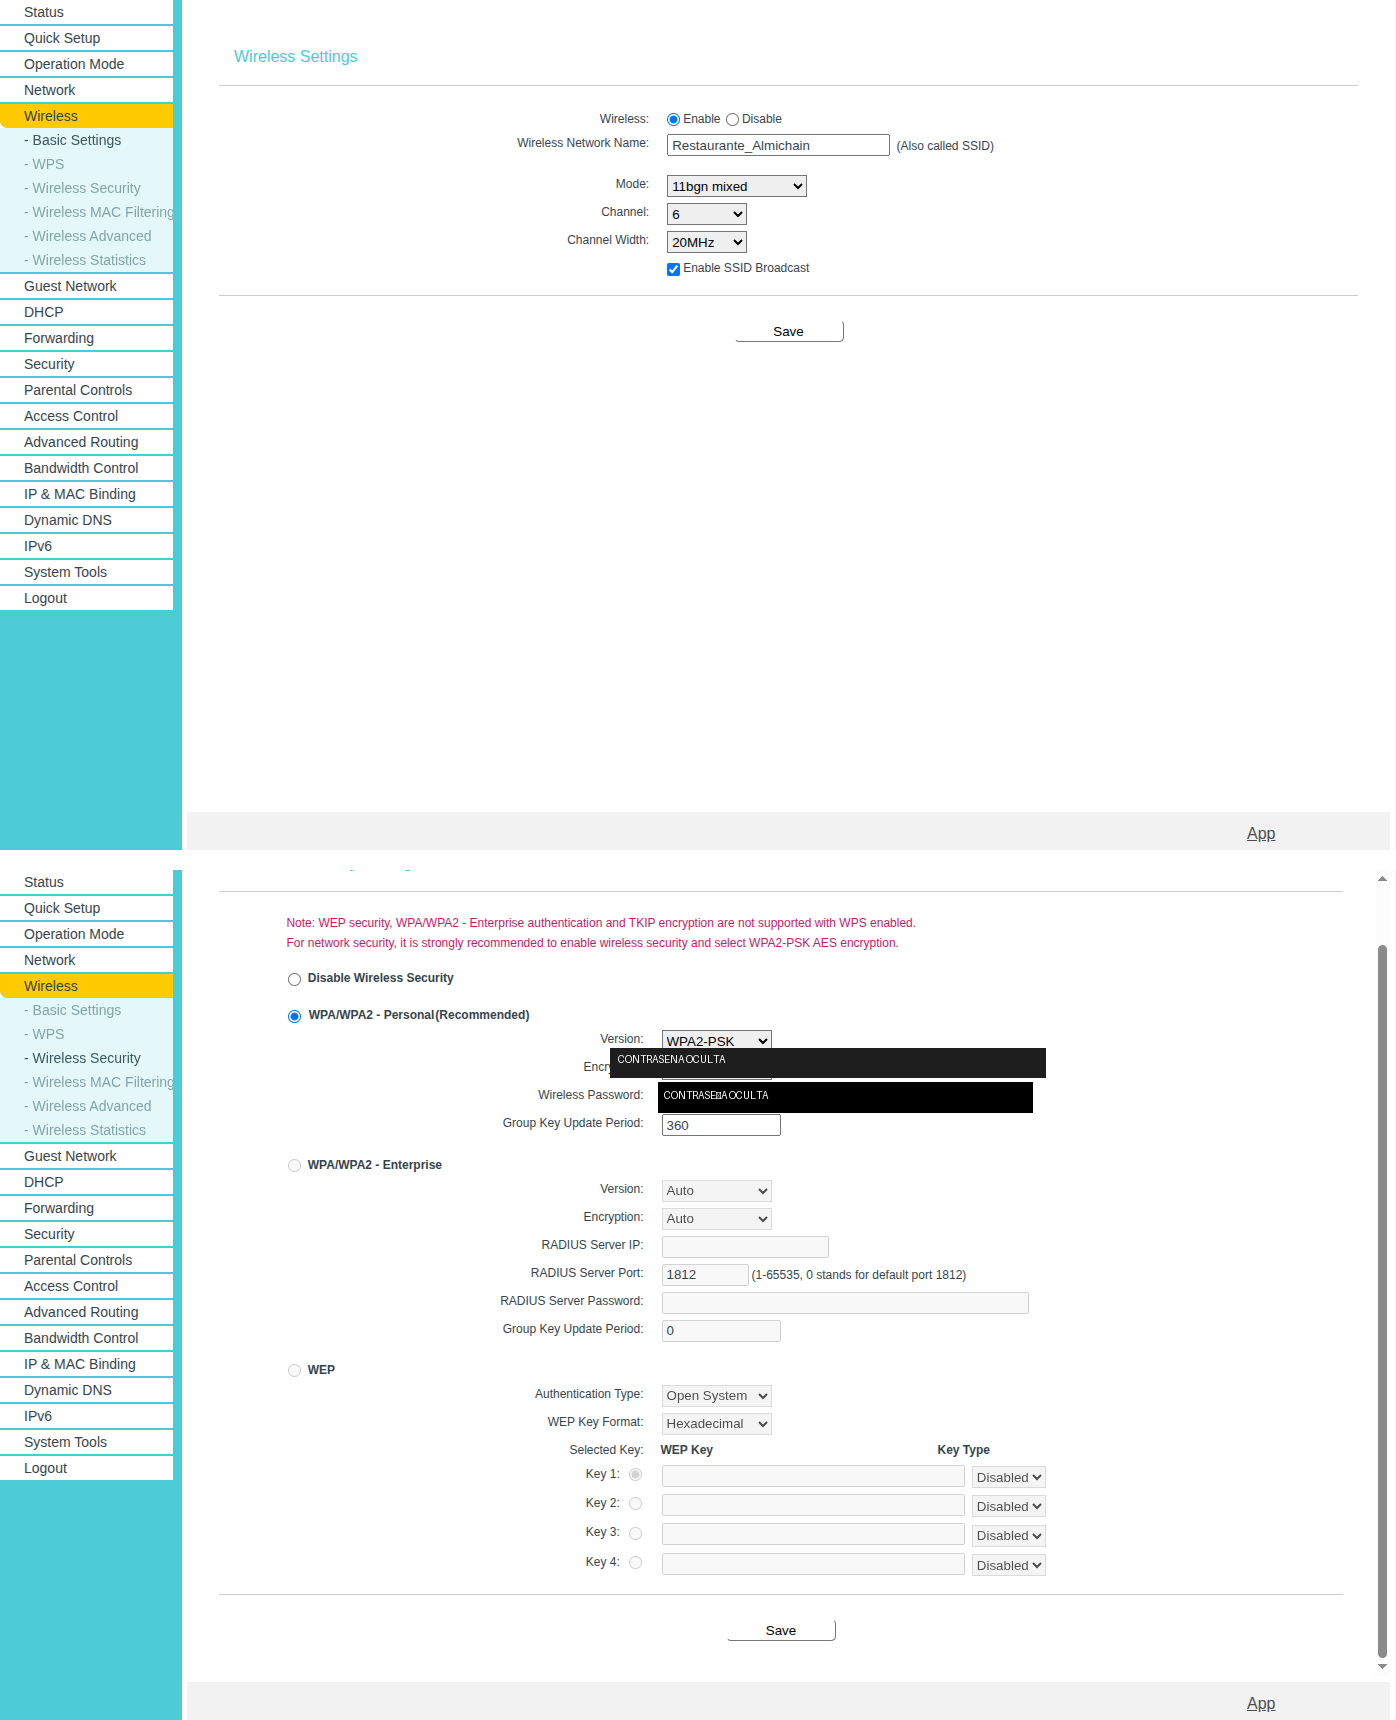 Status
Quick Setup
Operation Mode
Network
Wireless
- Basic Settings
- WPS
- Wireless Security
- Wireless MAC Filtering
- Wireless Advanced
- Wireless Statistics
Guest Network
DHCP
Forwarding
Security
Parental Controls
Access Control
Advanced Routing
Bandwidth Control
IP & MAC Binding
Dynamic DNS
IPv6
System Tools
Logout
Wireless Settings
Wireless: Enable Disable
Wireless Network Name: Restaurante_Almichain (Also called SSID)
Mode: 11bgn mixed
Channel: 6
Channel Width: 20MHz
Enable SSID Broadcast
Save
App
Status
Quick Setup
Operation Mode
Network
Wireless
- Basic Settings
- WPS
- Wireless Security
- Wireless MAC Filtering
- Wireless Advanced
- Wireless Statistics
Guest Network
DHCP
Forwarding
Security
Parental Controls
Access Control
Advanced Routing
Bandwidth Control
IP & MAC Binding
Dynamic DNS
IPv6
System Tools
Logout
Note: WEP security, WPA/WPA2 - Enterprise authentication and TKIP encryption are not supported with WPS enabled.
For network security, it is strongly recommended to enable wireless security and select WPA2-PSK AES encryption.
Disable Wireless Security
WPA/WPA2 - Personal(Recommended)
Version: WPA2-PSK
CONTRASENA OCULTA
Wireless Password: OCULTA
Group Key Update Period: 360
WPA/WPA2 - Enterprise
Version: Auto
Encryption: Auto
RADIUS Server IP:
RADIUS Server Port: 1812 (1-65535, 0 stands for default port 1812)
RADIUS Server Password:
Group Key Update Period: 0
WEP
Authentication Type: Open System
WEP Key Format: Hexadecimal
Selected Key: WEP Key Key Type
Key 1: Disabled
Key 2: Disabled
Key 3: Disabled
Key 4: Disabled
Save
App